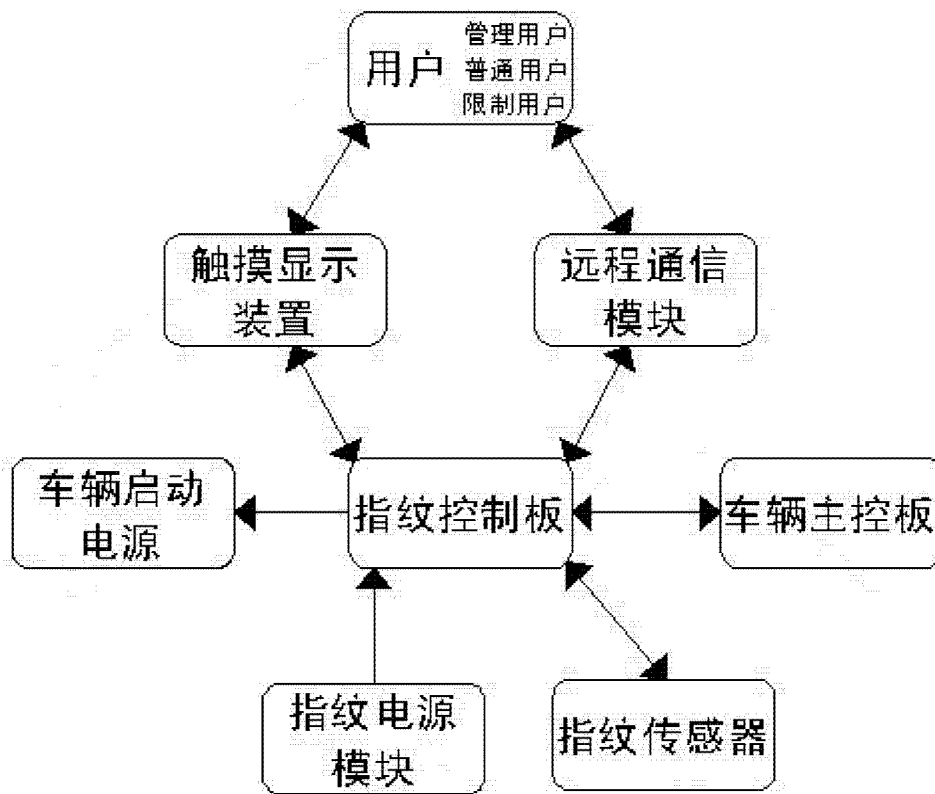 用户
管理用户
普通用户
限制用户
触摸显示
装置
远程通信
模块
车辆启动
电源
指纹控制板
车辆主控板
指纹电源
模块
指纹传感器